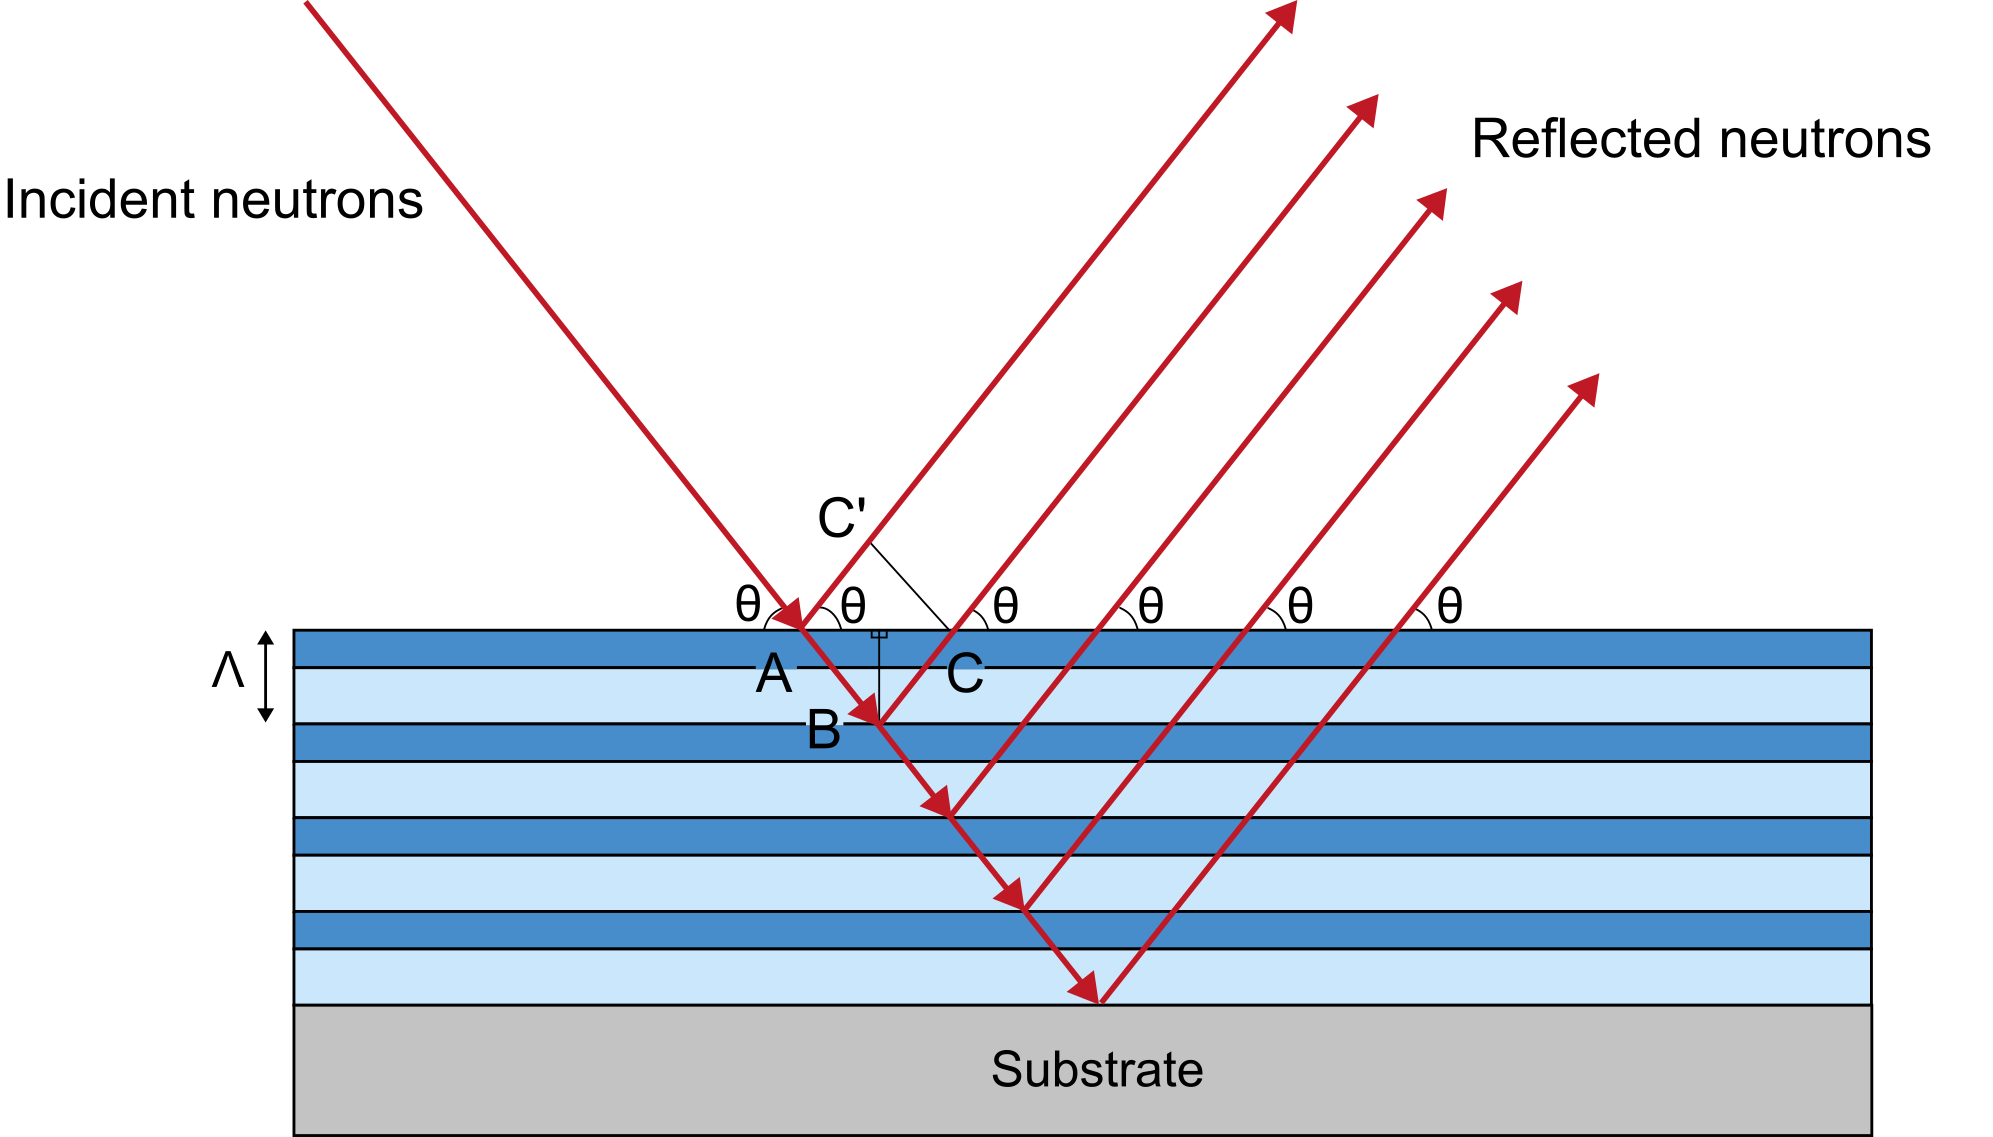 Reflected neutrons
Incident neutrons
C'
θ θ θ θ θ θ
Λ
A C
B
Substrate